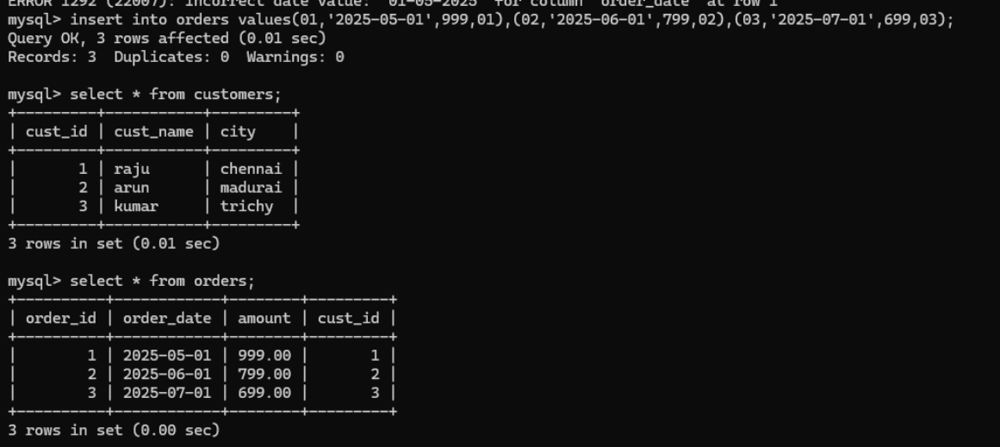 ERROR 1292 (22007): Incorrect date value: '01-05-2025' for column 'order_date' at row 1
mysql> insert into orders values(01,'2025-05-01',999,01),(02,'2025-06-01',799,02),(03,'2025-07-01',699,03);
Query OK, 3 rows affected (0.01 sec)
Records: 3  Duplicates: 0  Warnings: 0
mysql> select * from customers;
+---------+-----------+---------+
| cust_id | cust_name | city    |
+---------+-----------+---------+
|       1 | raju      | chennai |
|       2 | arun      | madurai |
|       3 | kumar     | trichy  |
+---------+-----------+---------+
3 rows in set (0.01 sec)
mysql> select * from orders;
+----------+------------+--------+---------+
| order_id | order_date | amount | cust_id |
+----------+------------+--------+---------+
|        1 | 2025-05-01 | 999.00 |       1 |
|        2 | 2025-06-01 | 799.00 |       2 |
|        3 | 2025-07-01 | 699.00 |       3 |
+----------+------------+--------+---------+
3 rows in set (0.00 sec)